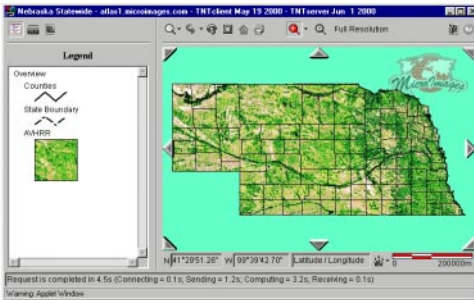 Nebraska Statewide - atlas1.microimages.com - TNTclient May 19 2000 - TNTserver Jun 1 2000
Full Resolution
Legend
Overview
Counties
State Boundary
AVHRR
MicroImages
N 41°29'51.26" W 99°39'42.70" Latitude / Longitude 0 200000m
Request is completed in 4.5s (Connecting = 0.1s, Sending = 1.2s, Computing = 3.2s, Receiving = 0.1s)
Warning: Applet Window